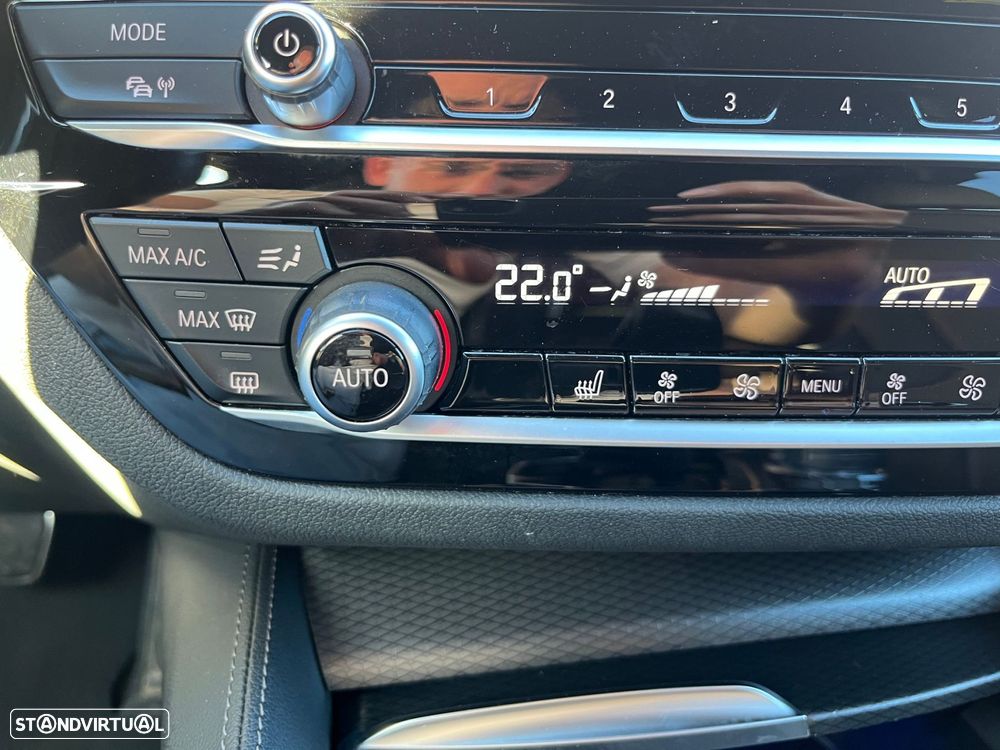 MODE
1 2 3 4 5
MAX A/C
22.0° AUTO
MAX
AUTO OFF MENU OFF
STANDVIRTUAL